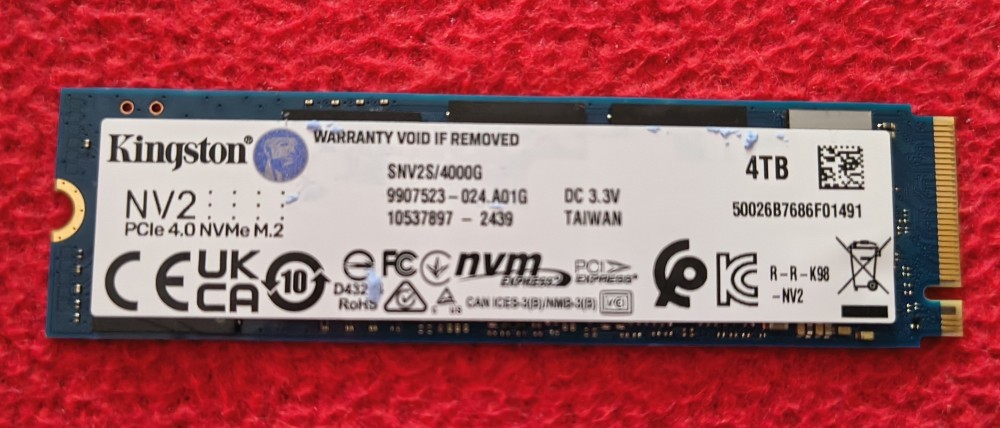 Kingston®
WARRANTY VOID IF REMOVED
SNV2S/4000G
9907523-024.A01G
DC 3.3V
10537897 - 2439
TAIWAN
4TB
50026B7686F01491
NV2
PCIe 4.0 NVMe M.2
CE
UK
CA
10
FC
D432
RoHS
nvm
EXPRESS
PCI
EXPRESS®
CAN ICES-3(B)/NMB-3(B)
R-R-K98
-NV2